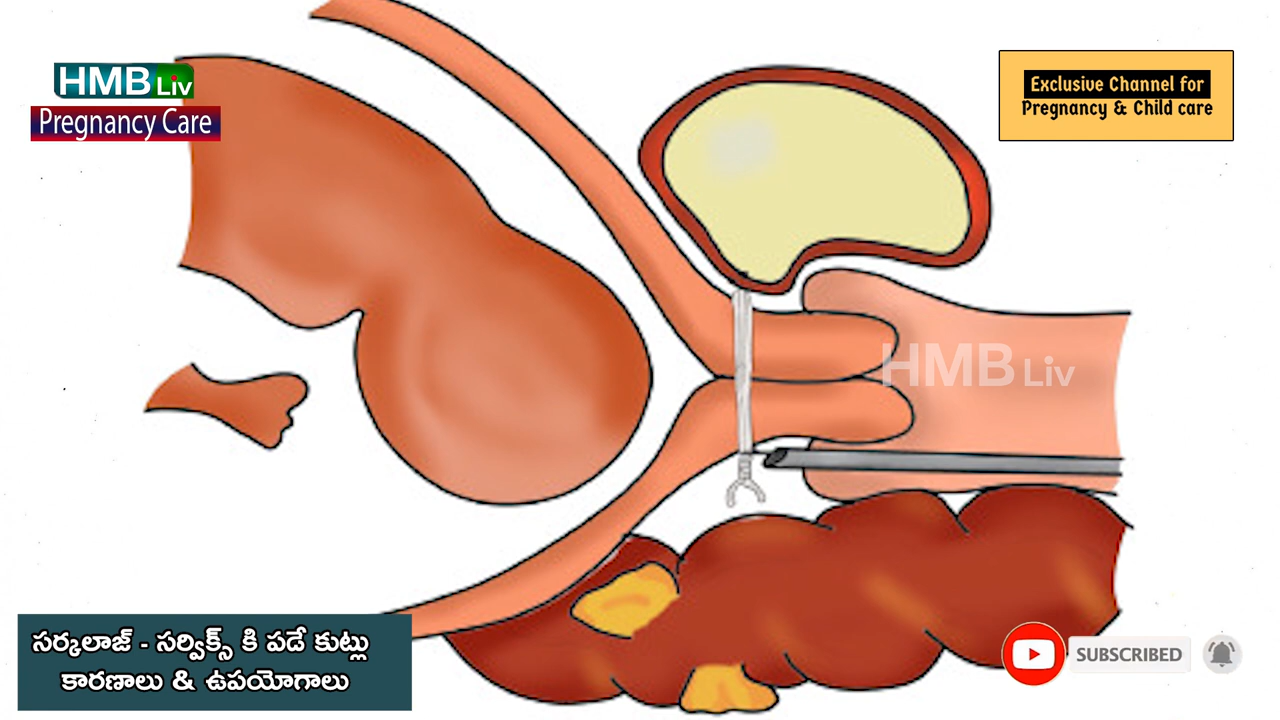 HMB Liv
Pregnancy Care
Exclusive Channel for
Pregnancy & Child care
HMB Liv
సర్కలాజ్ - సర్విక్స్ కి పడే కుట్లు
కారణాలు & ఉపయోగాలు
SUBSCRIBED